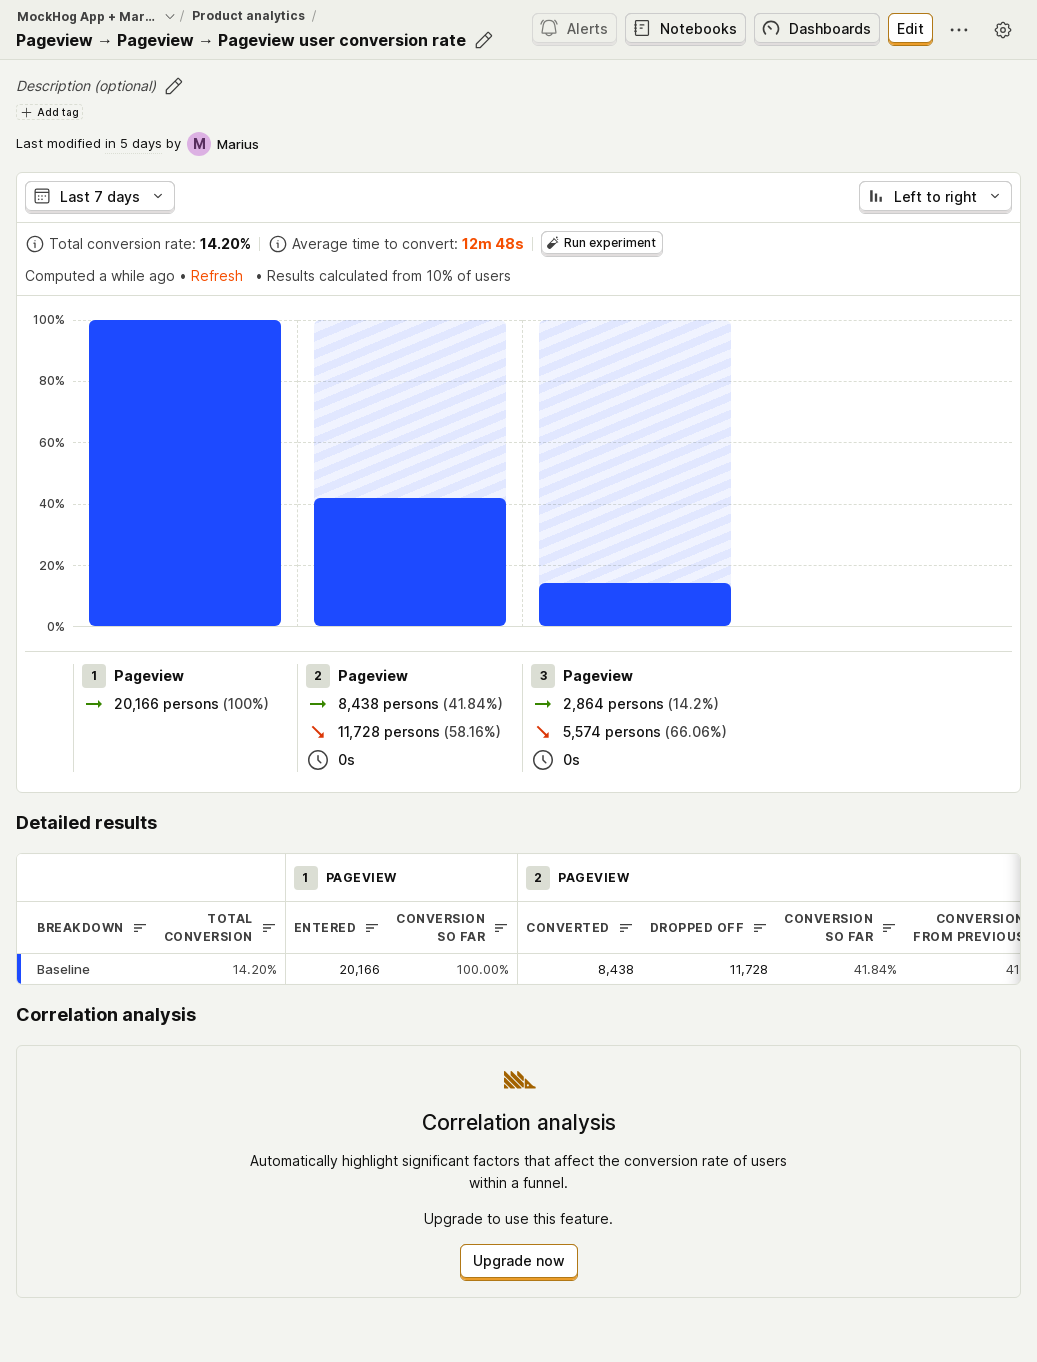 MockHog App + Mar... / Product analytics /
Pageview → Pageview → Pageview user conversion rate
Alerts
Notebooks
Dashboards
Edit
Description (optional)
Add tag
Last modified in 5 days by M Marius
Last 7 days
Left to right
Total conversion rate: 14.20%
Average time to convert: 12m 48s
Run experiment
Computed a while ago • Refresh • Results calculated from 10% of users
100%
80%
60%
40%
20%
0%
1 Pageview
20,166 persons (100%)
2 Pageview
8,438 persons (41.84%)
11,728 persons (58.16%)
0s
3 Pageview
2,864 persons (14.2%)
5,574 persons (66.06%)
0s
Detailed results
1 PAGEVIEW
2 PAGEVIEW
BREAKDOWN
TOTAL
CONVERSION
ENTERED
CONVERSION
SO FAR
CONVERTED
DROPPED OFF
CONVERSION
SO FAR
CONVERSION
FROM PREVIOUS
Baseline 14.20% 20,166 100.00% 8,438 11,728 41.84% 41
Correlation analysis
Correlation analysis
Automatically highlight significant factors that affect the conversion rate of users
within a funnel.
Upgrade to use this feature.
Upgrade now